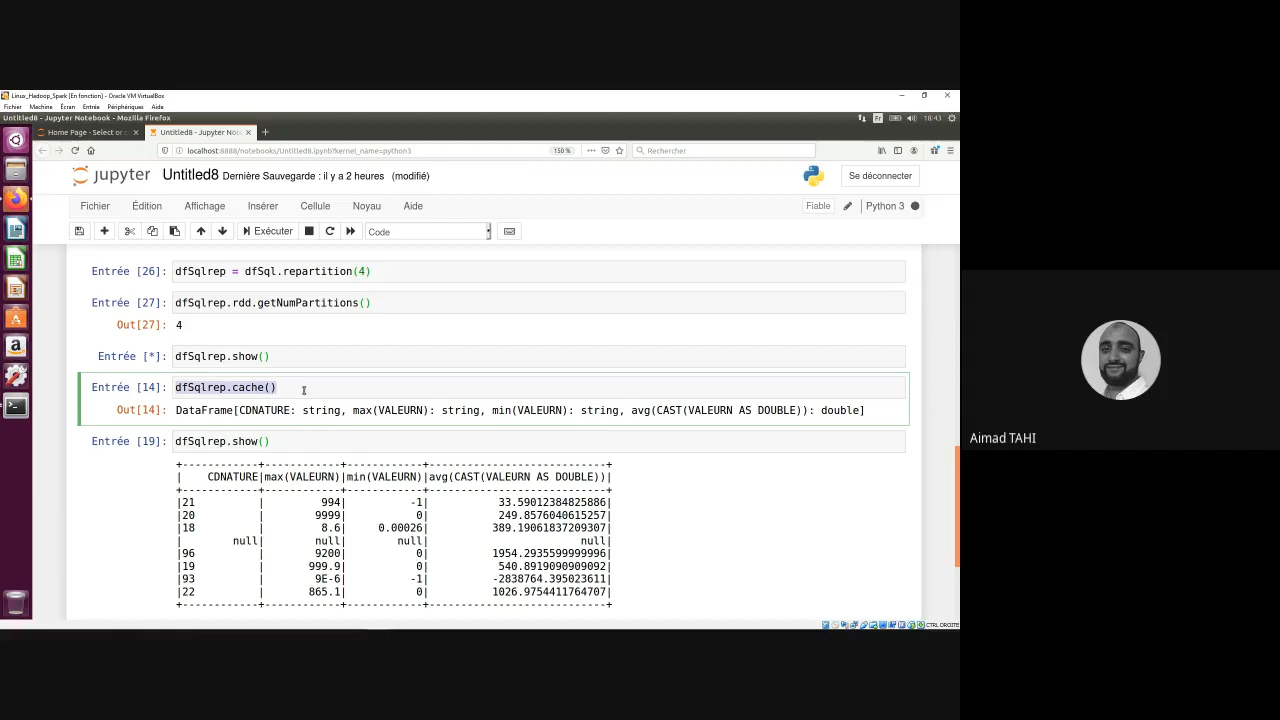 Linux_Hadoop_Spark [En fonction] - Oracle VM VirtualBox
Fichier Machine Écran Entrée Périphériques Aide
Untitled8 - Jupyter Notebook - Mozilla Firefox
Fr 18:43
Home Page - Select or c × Untitled8 - Jupyter Note × +
localhost:8888/notebooks/Untitled8.ipynb?kernel_name=python3 150 % Rechercher
jupyter Untitled8 Dernière Sauvegarde : il y a 2 heures (modifié) Se déconnecter
Fichier Édition Affichage Insérer Cellule Noyau Aide Fiable Python 3
Exécuter Code
Entrée [26]: dfSqlrep = dfSql.repartition(4)
Entrée [27]: dfSqlrep.rdd.getNumPartitions()
Out[27]: 4
Entrée [*]: dfSqlrep.show()
Entrée [14]: dfSqlrep.cache()
Out[14]: DataFrame[CDNATURE: string, max(VALEURN): string, min(VALEURN): string, avg(CAST(VALEURN AS DOUBLE)): double]
Entrée [19]: dfSqlrep.show()
+-----------+------------+------------+-------------------------+
| CDNATURE|max(VALEURN)|min(VALEURN)|avg(CAST(VALEURN AS DOUBLE))|
+-----------+------------+------------+-------------------------+
|21 | 994| -1| 33.59012384825886|
|20 | 9999| 0| 249.8576040615257|
|18 | 8.6| 0.00026| 389.19061837209307|
| null| null| null| null|
|96 | 9200| 0| 1954.2935599999996|
|19 | 999.9| 0| 540.8919090909092|
|93 | 9E-6| -1| -2838764.395023611|
|22 | 865.1| 0| 1026.9754411764707|
+-----------+------------+------------+-------------------------+
CTRL DROITE
Aimad TAHI